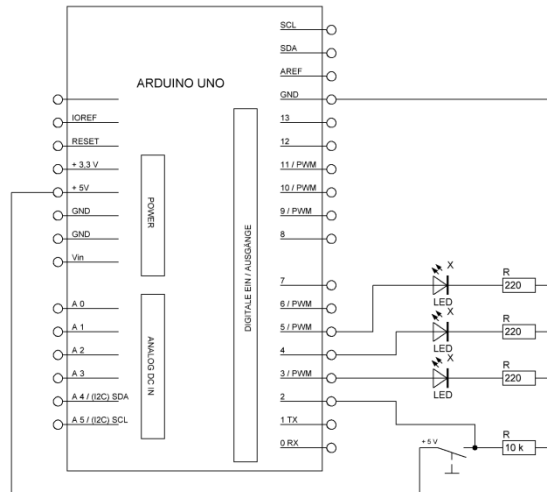 SCL
SDA
AREF
GND
13
12
11 / PWM
10 / PWM
9 / PWM
8
7
6 / PWM
5 / PWM
4
3 / PWM
2
1 TX
0 RX
ARDUINO UNO
IOREF
RESET
+ 3,3 V
+ 5V
GND
GND
Vin
A 0
A 1
A 2
A 3
A 4 / (I2C) SDA
A 5 / (I2C) SCL
POWER
ANALOG DC IN
DIGITALE EIN / AUSGÄNGE
X
LED
R
220
X
LED
R
220
X
LED
R
220
+ 5 V
R
10 k